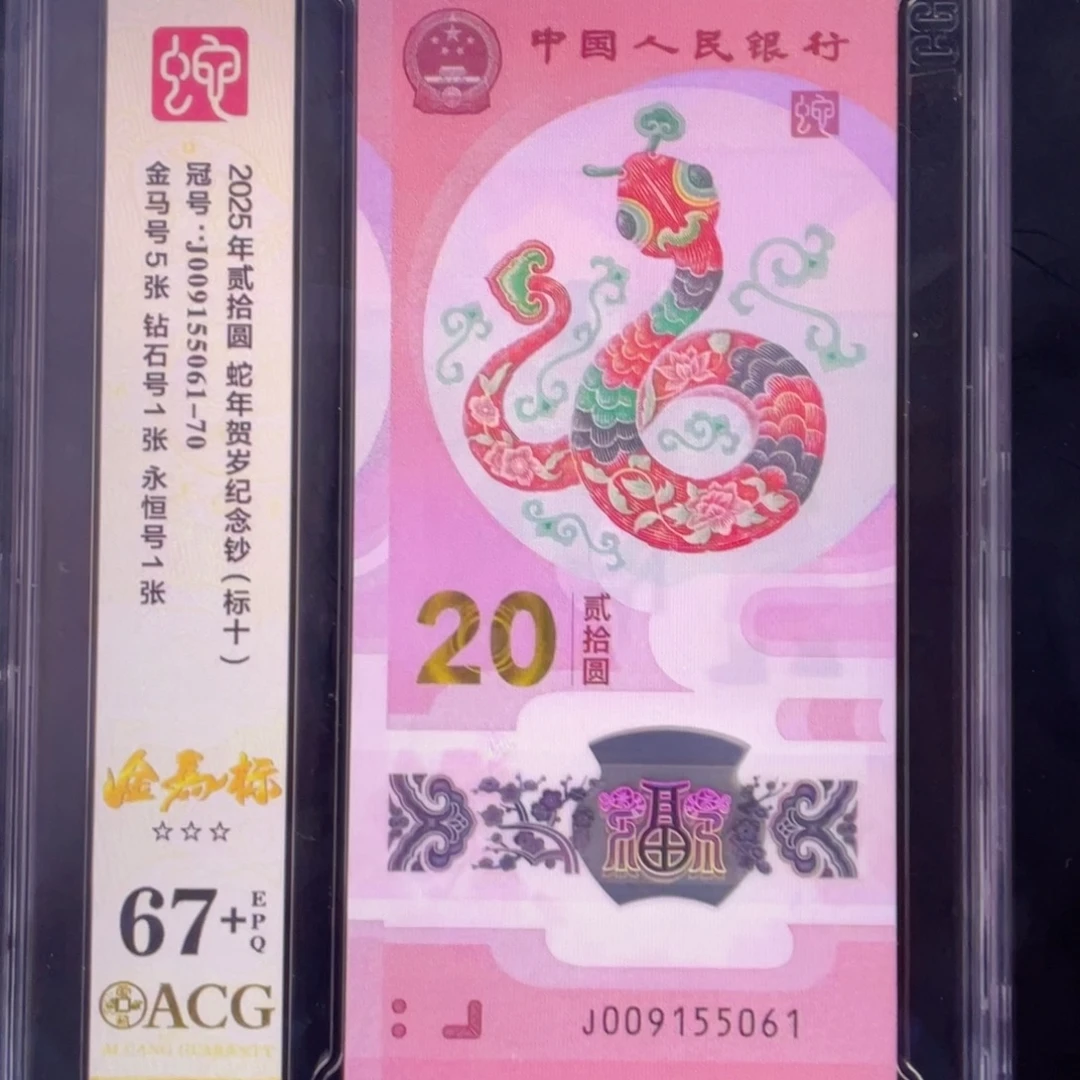 蛇
2025年贰拾圆 蛇年贺岁纪念钞(标十)
冠号:J009155061-70
金马号5张 钻石号1张 永恒号1张
金马标
☆☆☆
67+
EPQ
ACG
中国人民银行
蛇
20
贰拾圆
J009155061